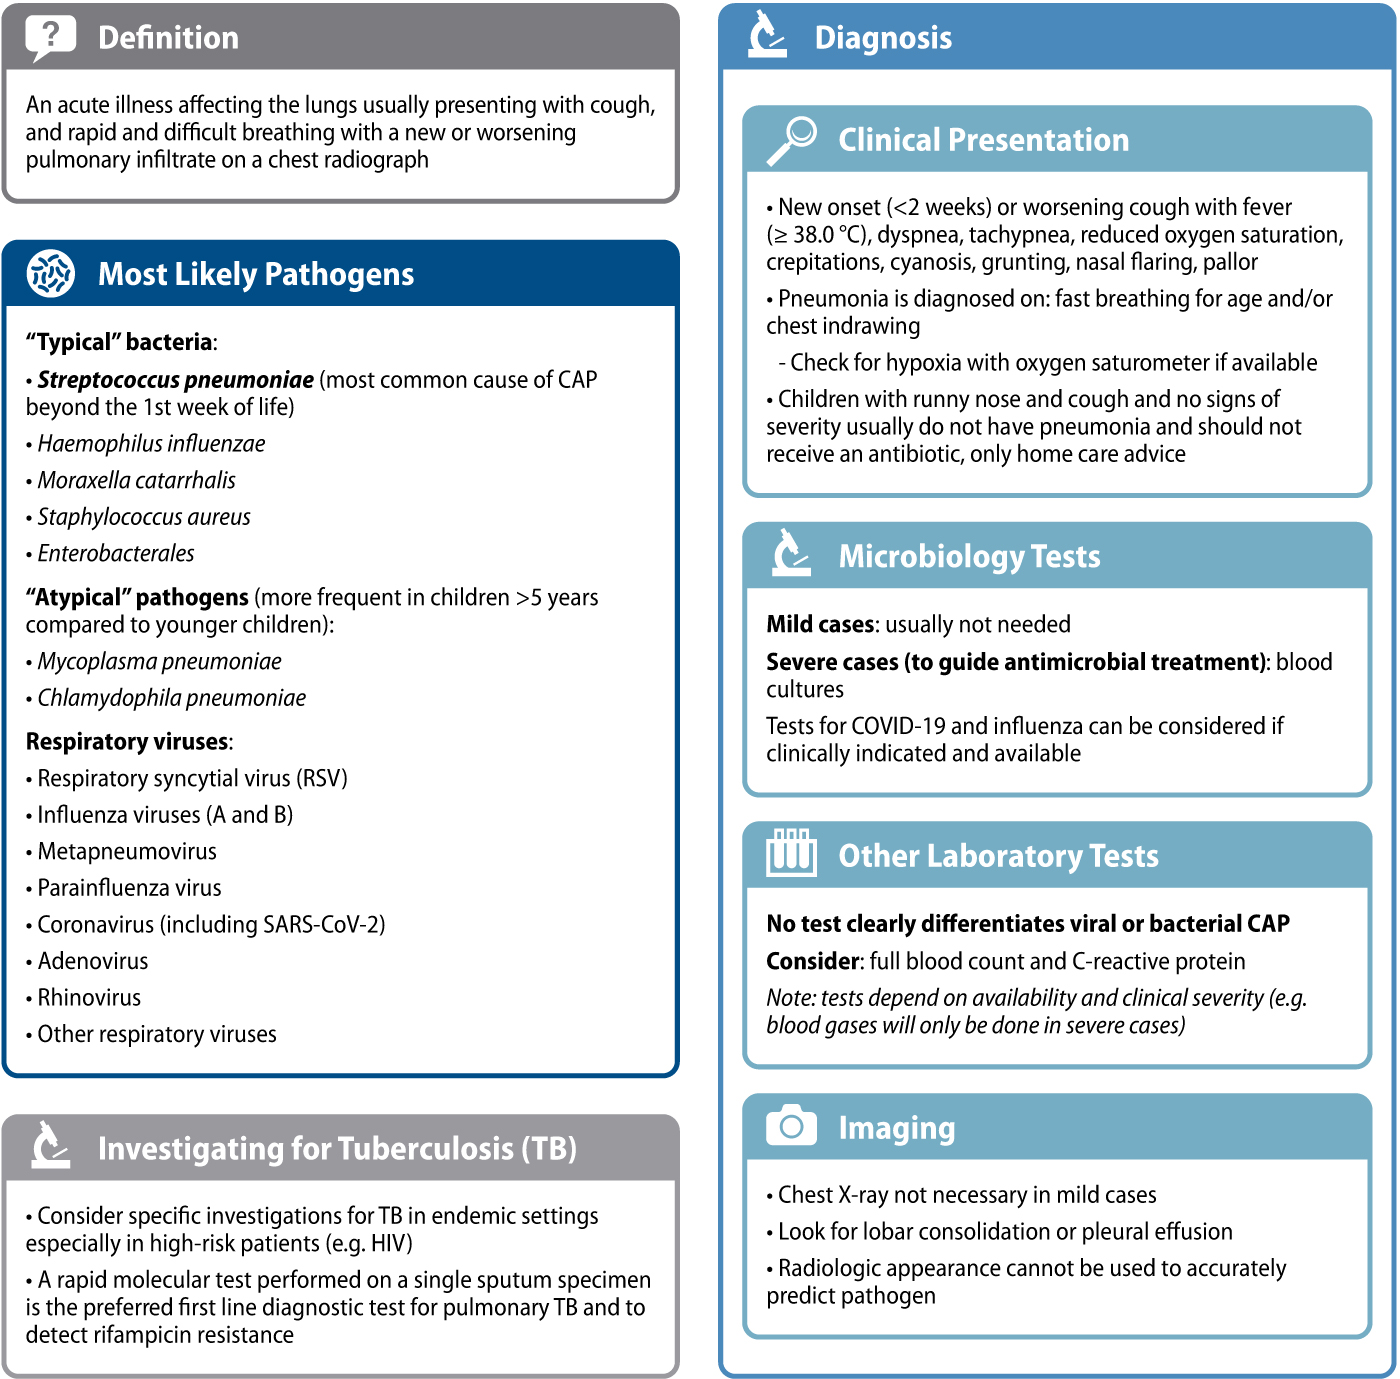 Definition
An acute illness affecting the lungs usually presenting with cough,
and rapid and difficult breathing with a new or worsening
pulmonary infiltrate on a chest radiograph
Most Likely Pathogens
“Typical” bacteria:
• Streptococcus pneumoniae (most common cause of CAP
beyond the 1st week of life)
• Haemophilus influenzae
• Moraxella catarrhalis
• Staphylococcus aureus
• Enterobacterales
“Atypical” pathogens (more frequent in children >5 years
compared to younger children):
• Mycoplasma pneumoniae
• Chlamydophila pneumoniae
Respiratory viruses:
• Respiratory syncytial virus (RSV)
• Influenza viruses (A and B)
• Metapneumovirus
• Parainfluenza virus
• Coronavirus (including SARS-CoV-2)
• Adenovirus
• Rhinovirus
• Other respiratory viruses
Investigating for Tuberculosis (TB)
• Consider specific investigations for TB in endemic settings
especially in high-risk patients (e.g. HIV)
• A rapid molecular test performed on a single sputum specimen
is the preferred first line diagnostic test for pulmonary TB and to
detect rifampicin resistance
Diagnosis
Clinical Presentation
• New onset (<2 weeks) or worsening cough with fever
(≥ 38.0 °C), dyspnea, tachypnea, reduced oxygen saturation,
crepitations, cyanosis, grunting, nasal flaring, pallor
• Pneumonia is diagnosed on: fast breathing for age and/or
chest indrawing
- Check for hypoxia with oxygen saturometer if available
• Children with runny nose and cough and no signs of
severity usually do not have pneumonia and should not
receive an antibiotic, only home care advice
Microbiology Tests
Mild cases: usually not needed
Severe cases (to guide antimicrobial treatment): blood
cultures
Tests for COVID-19 and influenza can be considered if
clinically indicated and available
Other Laboratory Tests
No test clearly differentiates viral or bacterial CAP
Consider: full blood count and C-reactive protein
Note: tests depend on availability and clinical severity (e.g.
blood gases will only be done in severe cases)
Imaging
• Chest X-ray not necessary in mild cases
• Look for lobar consolidation or pleural effusion
• Radiologic appearance cannot be used to accurately
predict pathogen